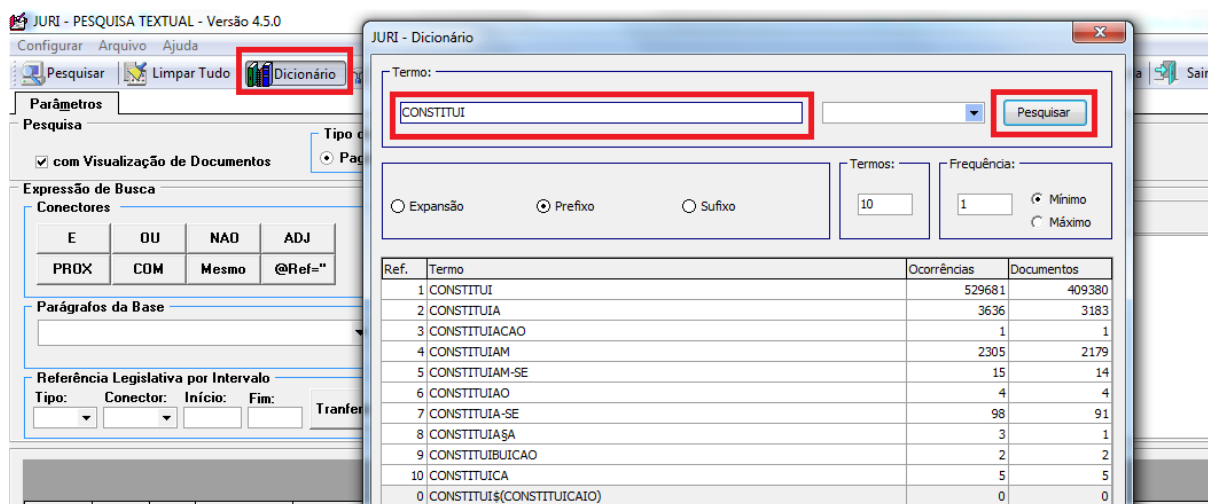 JURI - PESQUISA TEXTUAL - Versão 4.5.0
Configurar Arquivo Ajuda
Pesquisar Limpar Tudo Dicionário
Sair
Parâmetros
Pesquisa
com Visualização de Documentos
Expressão de Busca
Conectores
E OU NAO ADJ
PROX COM Mesmo @Ref="
Parágrafos da Base
Referência Legislativa por Intervalo
Tipo: Conector: Início: Fim:
JURI - Dicionário
Termo:
CONSTITUI Pesquisar
Termos: Frequência:
Expansão Prefixo Sufixo 10 1 Mínimo
Máximo
Ref. Termo Ocorrências Documentos
1 CONSTITUI 529681 409380
2 CONSTITUIA 3636 3183
3 CONSTITUIACAO 1 1
4 CONSTITUIAM 2305 2179
5 CONSTITUIAM-SE 15 14
6 CONSTITUIAO 4 4
7 CONSTITUIA-SE 98 91
8 CONSTITUIA§A 3 1
9 CONSTITUIBUICAO 2 2
10 CONSTITUICA 5 5
0 CONSTITUI$(CONSTITUICAIO) 0 0